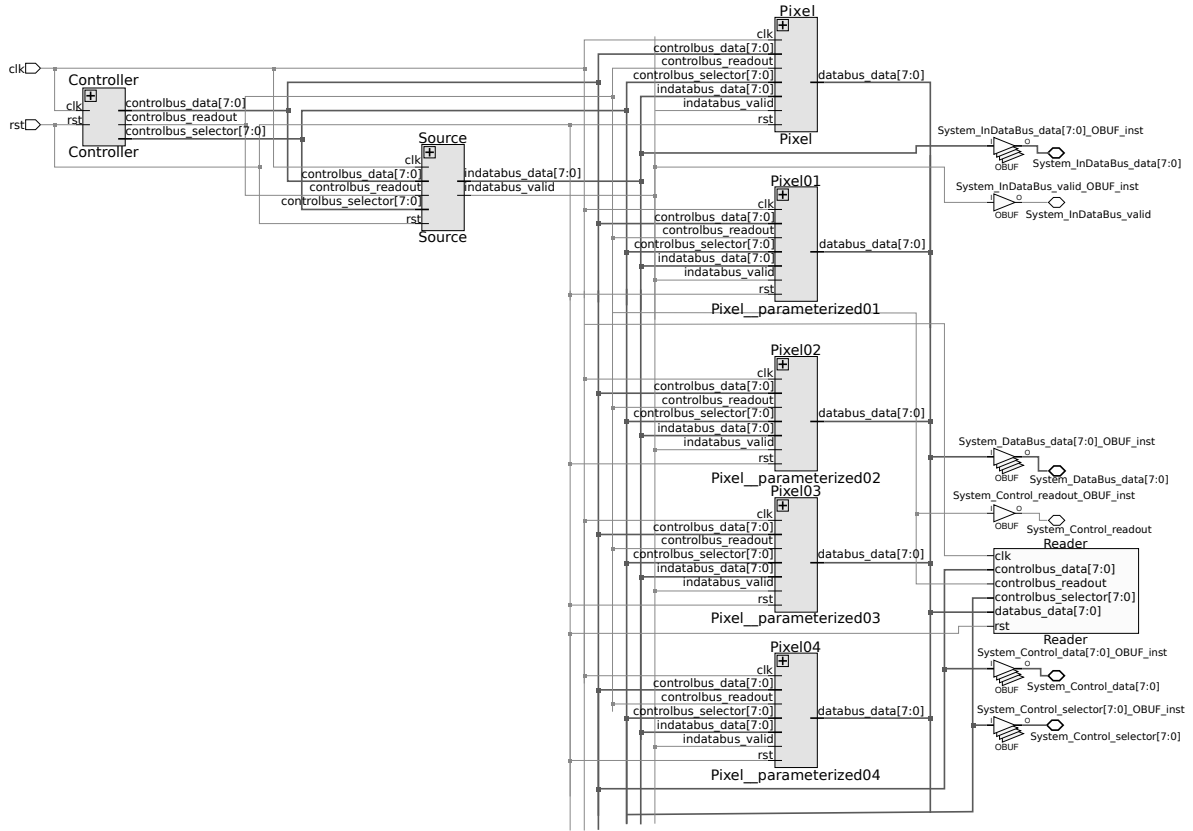 clk
rst
Controller
clk
rst
controlbus_data[7:0]
controlbus_readout
controlbus_selector[7:0]
Controller
Source
clk
controlbus_data[7:0]
controlbus_readout
controlbus_selector[7:0]
rst
indatabus_data[7:0]
indatabus_valid
Source
Pixel
clk
controlbus_data[7:0]
controlbus_readout
controlbus_selector[7:0]
indatabus_data[7:0]
indatabus_valid
rst
databus_data[7:0]
Pixel
Pixel01
clk
controlbus_data[7:0]
controlbus_readout
controlbus_selector[7:0]
indatabus_data[7:0]
indatabus_valid
rst
databus_data[7:0]
Pixel__parameterized01
Pixel02
clk
controlbus_data[7:0]
controlbus_readout
controlbus_selector[7:0]
indatabus_data[7:0]
indatabus_valid
rst
databus_data[7:0]
Pixel__parameterized02
Pixel03
clk
controlbus_data[7:0]
controlbus_readout
controlbus_selector[7:0]
indatabus_data[7:0]
indatabus_valid
rst
databus_data[7:0]
Pixel__parameterized03
Pixel04
clk
controlbus_data[7:0]
controlbus_readout
controlbus_selector[7:0]
indatabus_data[7:0]
indatabus_valid
rst
databus_data[7:0]
Pixel__parameterized04
System_InDataBus_data[7:0]_OBUF_inst
I O
OBUF
System_InDataBus_data[7:0]
System_InDataBus_valid_OBUF_inst
I O
OBUF
System_InDataBus_valid
System_DataBus_data[7:0]_OBUF_inst
I O
OBUF
System_DataBus_data[7:0]
System_Control_readout_OBUF_inst
I O
OBUF
System_Control_readout
Reader
clk
controlbus_data[7:0]
controlbus_readout
controlbus_selector[7:0]
databus_data[7:0]
rst
Reader
System_Control_data[7:0]_OBUF_inst
I O
OBUF
System_Control_data[7:0]
System_Control_selector[7:0]_OBUF_inst
I O
OBUF
System_Control_selector[7:0]